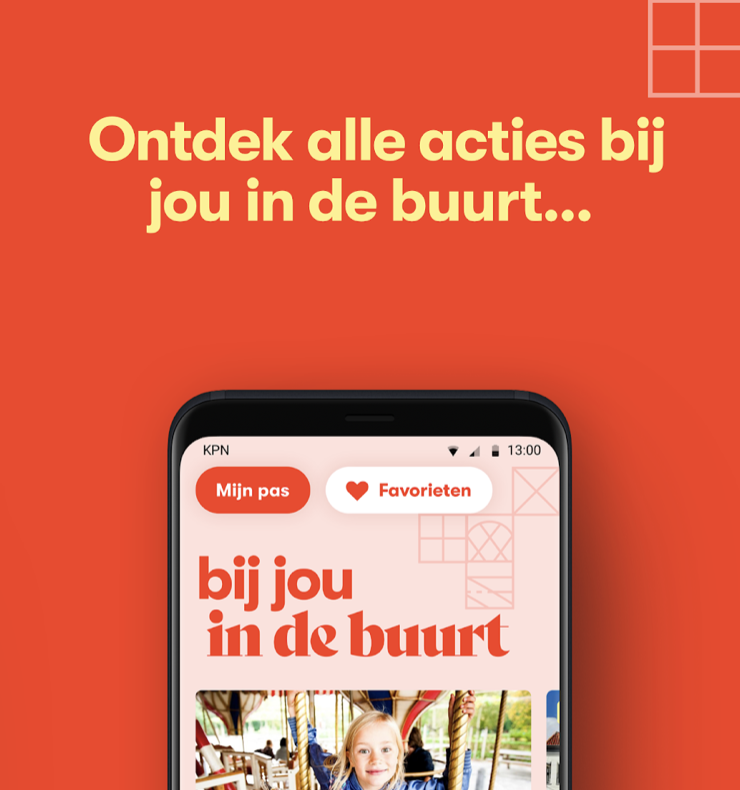 Ontdek alle acties bij
jou in de buurt...
KPN 13:00
Mijn pas Favorieten
bij jou
in de buurt